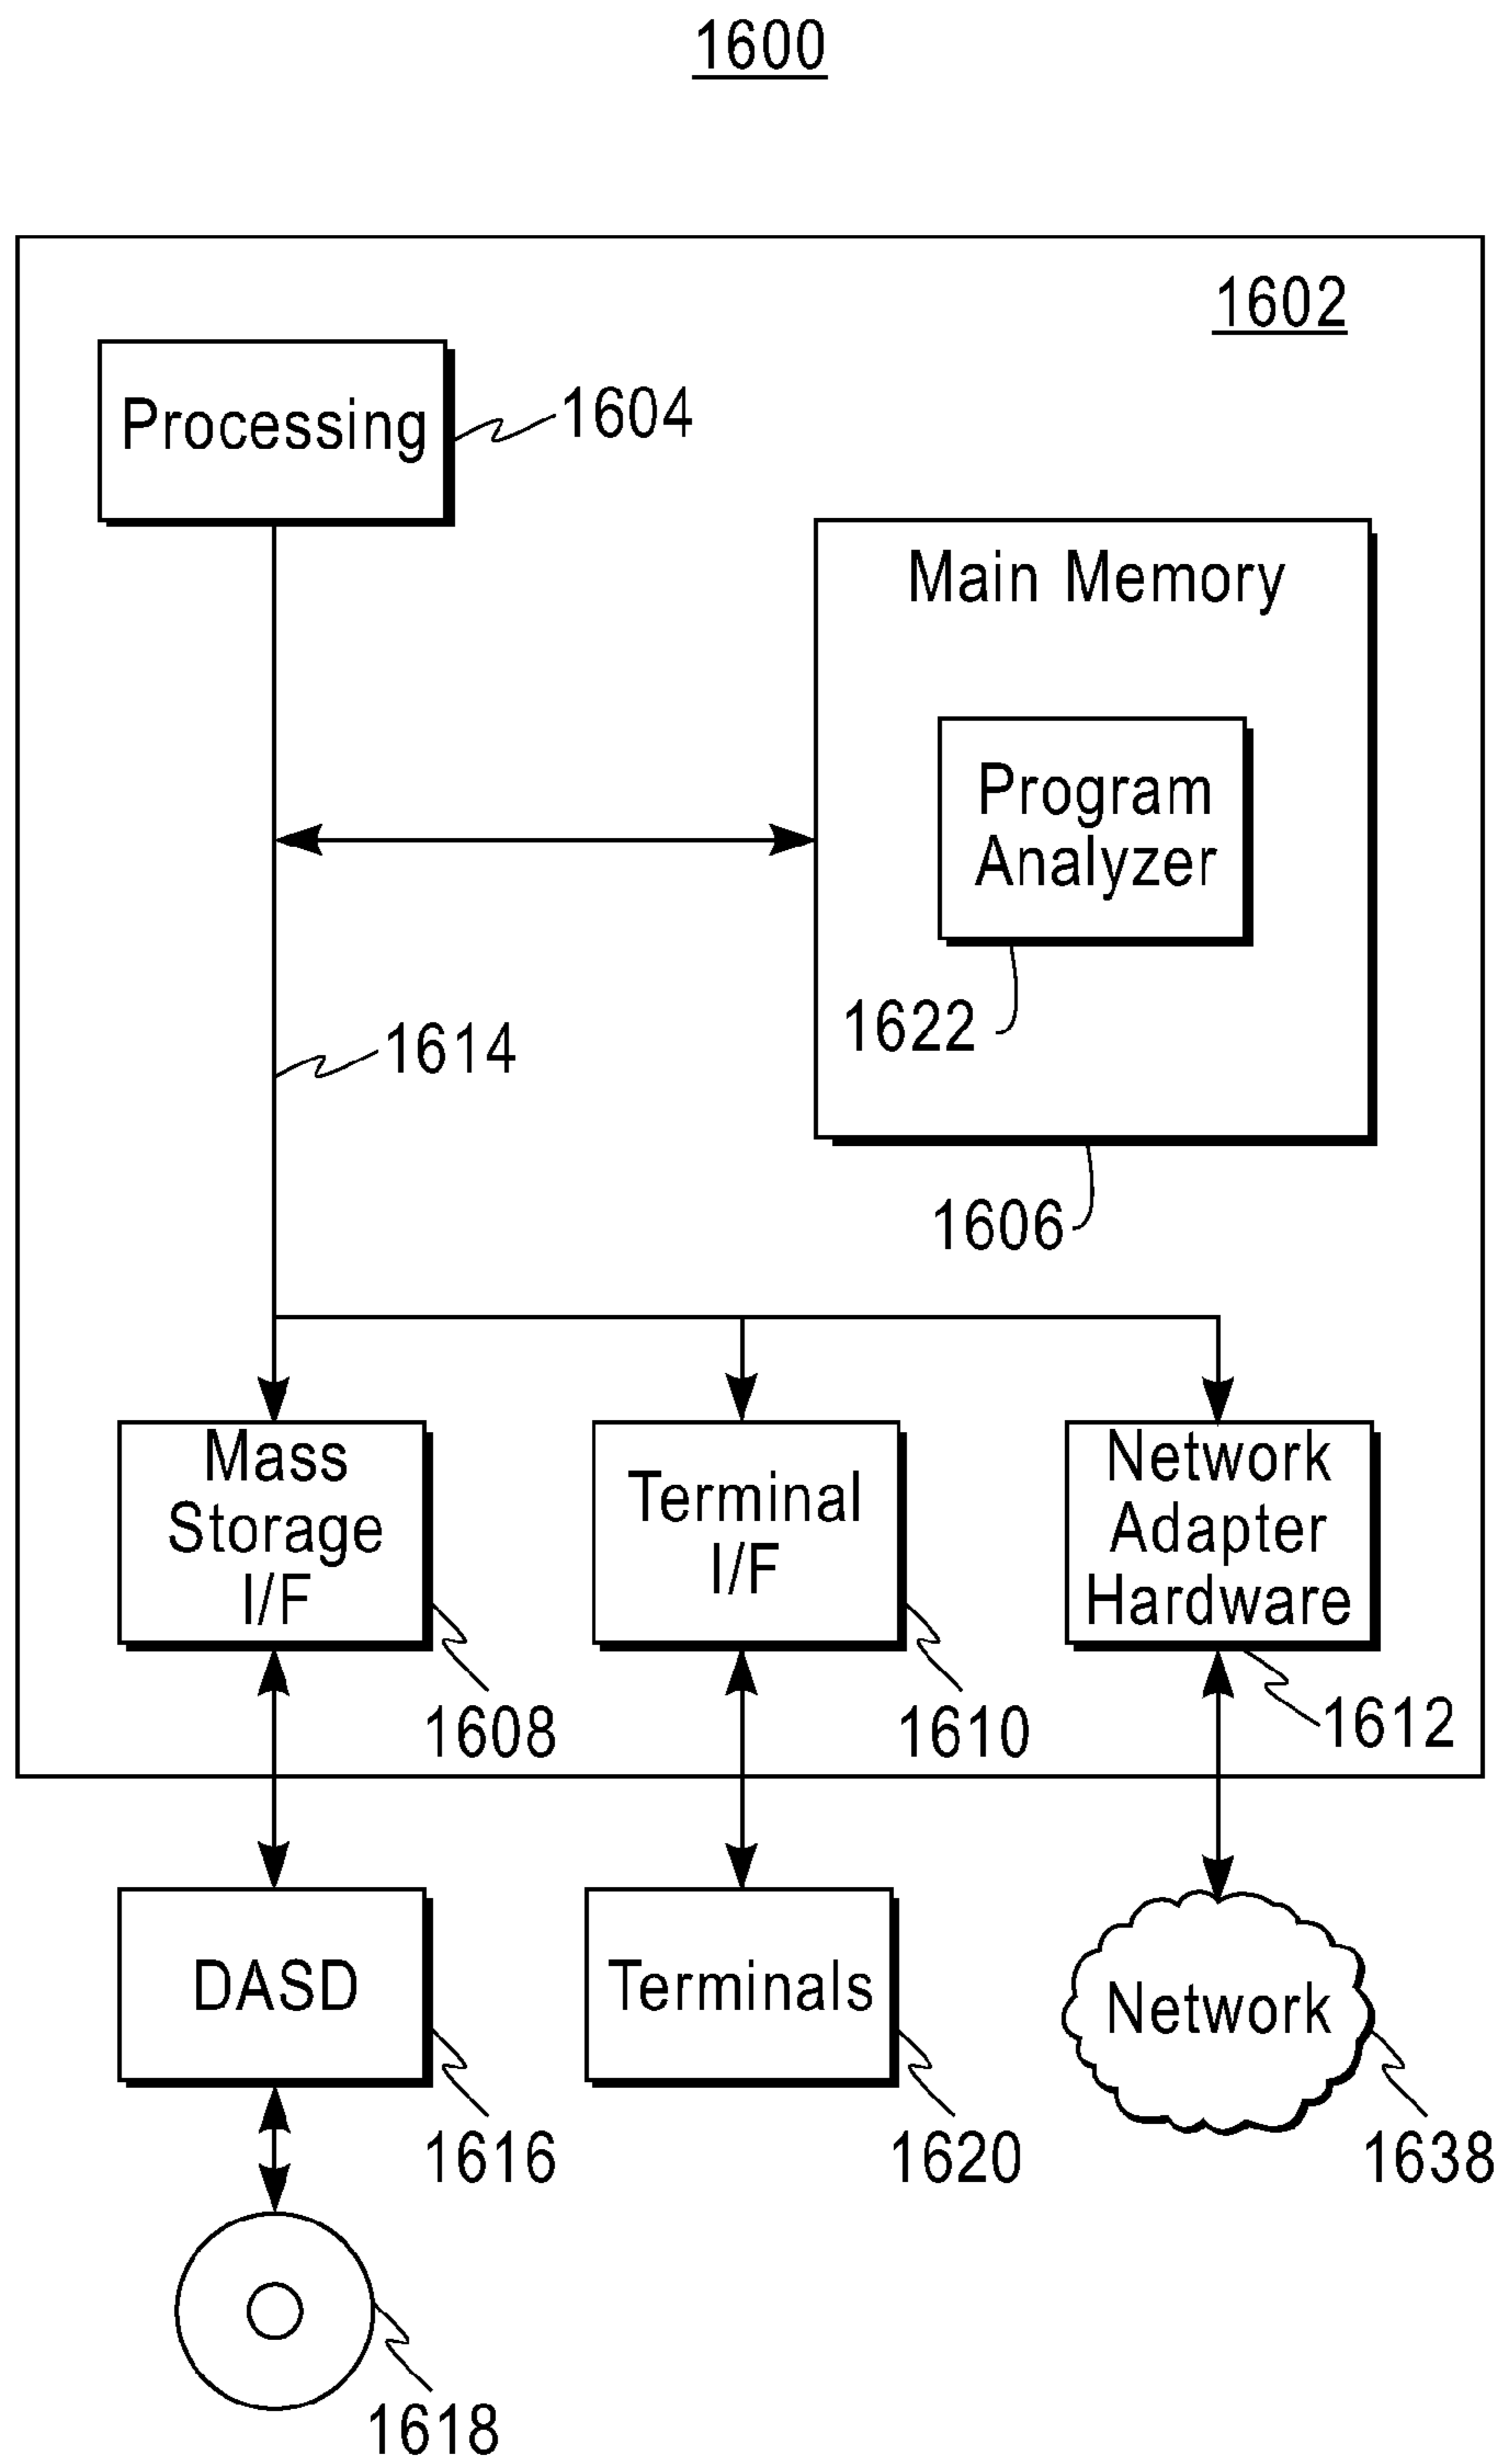 1600
1602
Processing
1604
Main Memory
Program
Analyzer
1622
1614
1606
Mass
Storage
I/F
Terminal
I/F
Network
Adapter
Hardware
1608
1610
1612
DASD
Terminals
Network
1616
1620
1638
1618